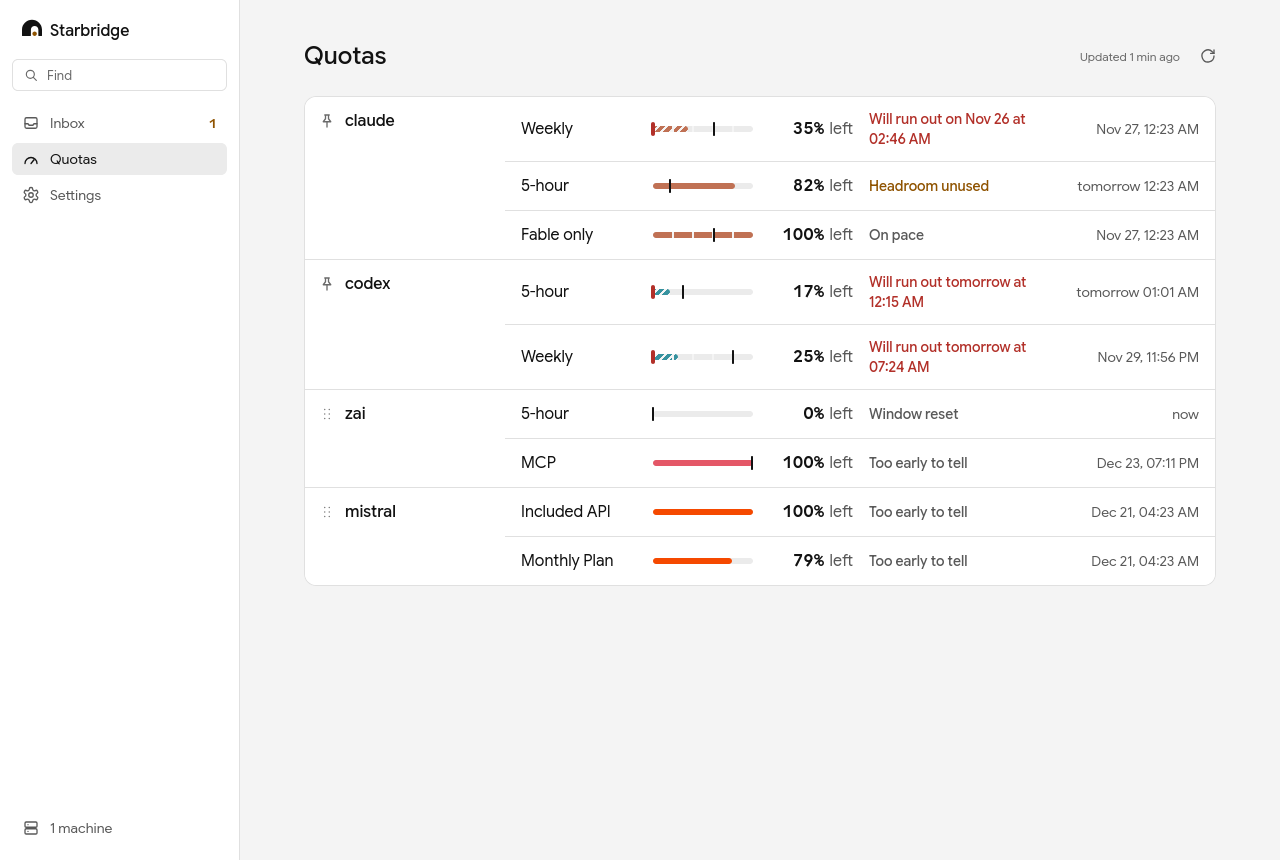 Starbridge
Find
Inbox 1
Quotas
Settings
1 machine
Quotas
Updated 1 min ago
claude
Weekly 35% left Will run out on Nov 26 at
02:46 AM Nov 27, 12:23 AM
5-hour 82% left Headroom unused tomorrow 12:23 AM
Fable only 100% left On pace Nov 27, 12:23 AM
codex
5-hour 17% left Will run out tomorrow at
12:15 AM tomorrow 01:01 AM
Weekly 25% left Will run out tomorrow at
07:24 AM Nov 29, 11:56 PM
zai
5-hour 0% left Window reset now
MCP 100% left Too early to tell Dec 23, 07:11 PM
mistral
Included API 100% left Too early to tell Dec 21, 04:23 AM
Monthly Plan 79% left Too early to tell Dec 21, 04:23 AM